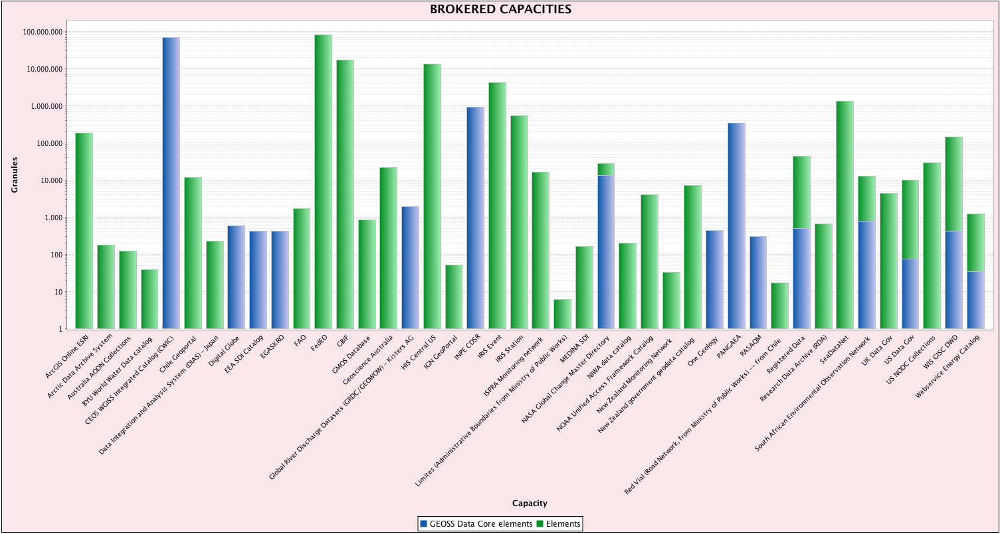 BROKERED CAPACITIES
Granules
100.000.000
10.000.000
1.000.000
100.000
10.000
1.000
100
10
1
ArcGIS Online ESRI
Arctic Data Archive System
Australia AODN Collections
BYU World Water Data catalog
CEOS WGISS Integrated Catalog (CWIC)
Chile Geoportal
Data Integration and Analysis System (DIAS) – Japan
Digital Globe
EEA SDI Catalog
EGASKRO
FAO
FedEO
GBIF
GMOS Database
Geoscience Australia
Global River Discharge Datasets (GRDC/GEOWOW) – Kisters AG
HIS Central US
IGN GeoPortal
INPE CDSR
IRIS Event
IRIS Station
ISPRA Monitoring network
Limites (Administrative Boundaries from Ministry of Public Works)
MEDINA SDI
NASA Global Change Master Directory
NIWA data catalog
NOAA Unified Access Framework Catalog
New Zealand Monitoring Network
New Zealand government geodata catalog
One Geology
PANGAEA
RASAQM
Red Vial (Road Network, from Ministry of Public Works) –– from Chile
Registered Data
Research Data Archive (RDA)
SeaDataNet
South African Environmental Observation Network
UK Data Gov
US Data Gov
US NODC Collections
WIS GISC DWD
Webservice Energy Catalog
Capacity
GEOSS Data Core elements
Elements